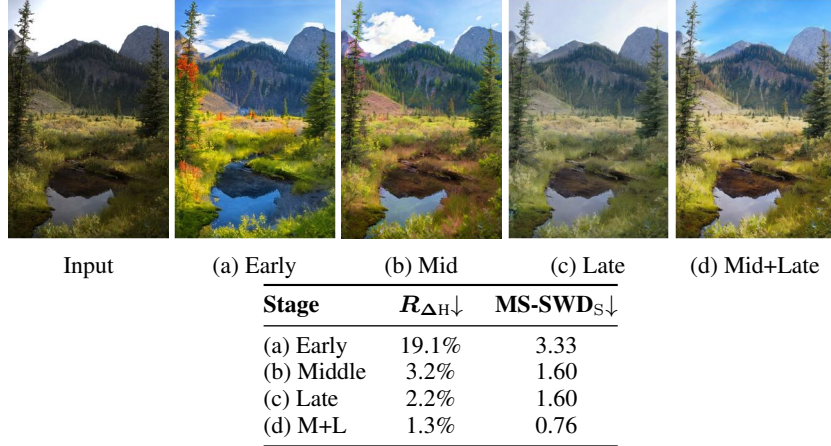 Input (a) Early (b) Mid (c) Late (d) Mid+Late
Stage R_ΔH↓ MS-SWD_S↓
(a) Early 19.1% 3.33
(b) Middle 3.2% 1.60
(c) Late 2.2% 1.60
(d) M+L 1.3% 0.76